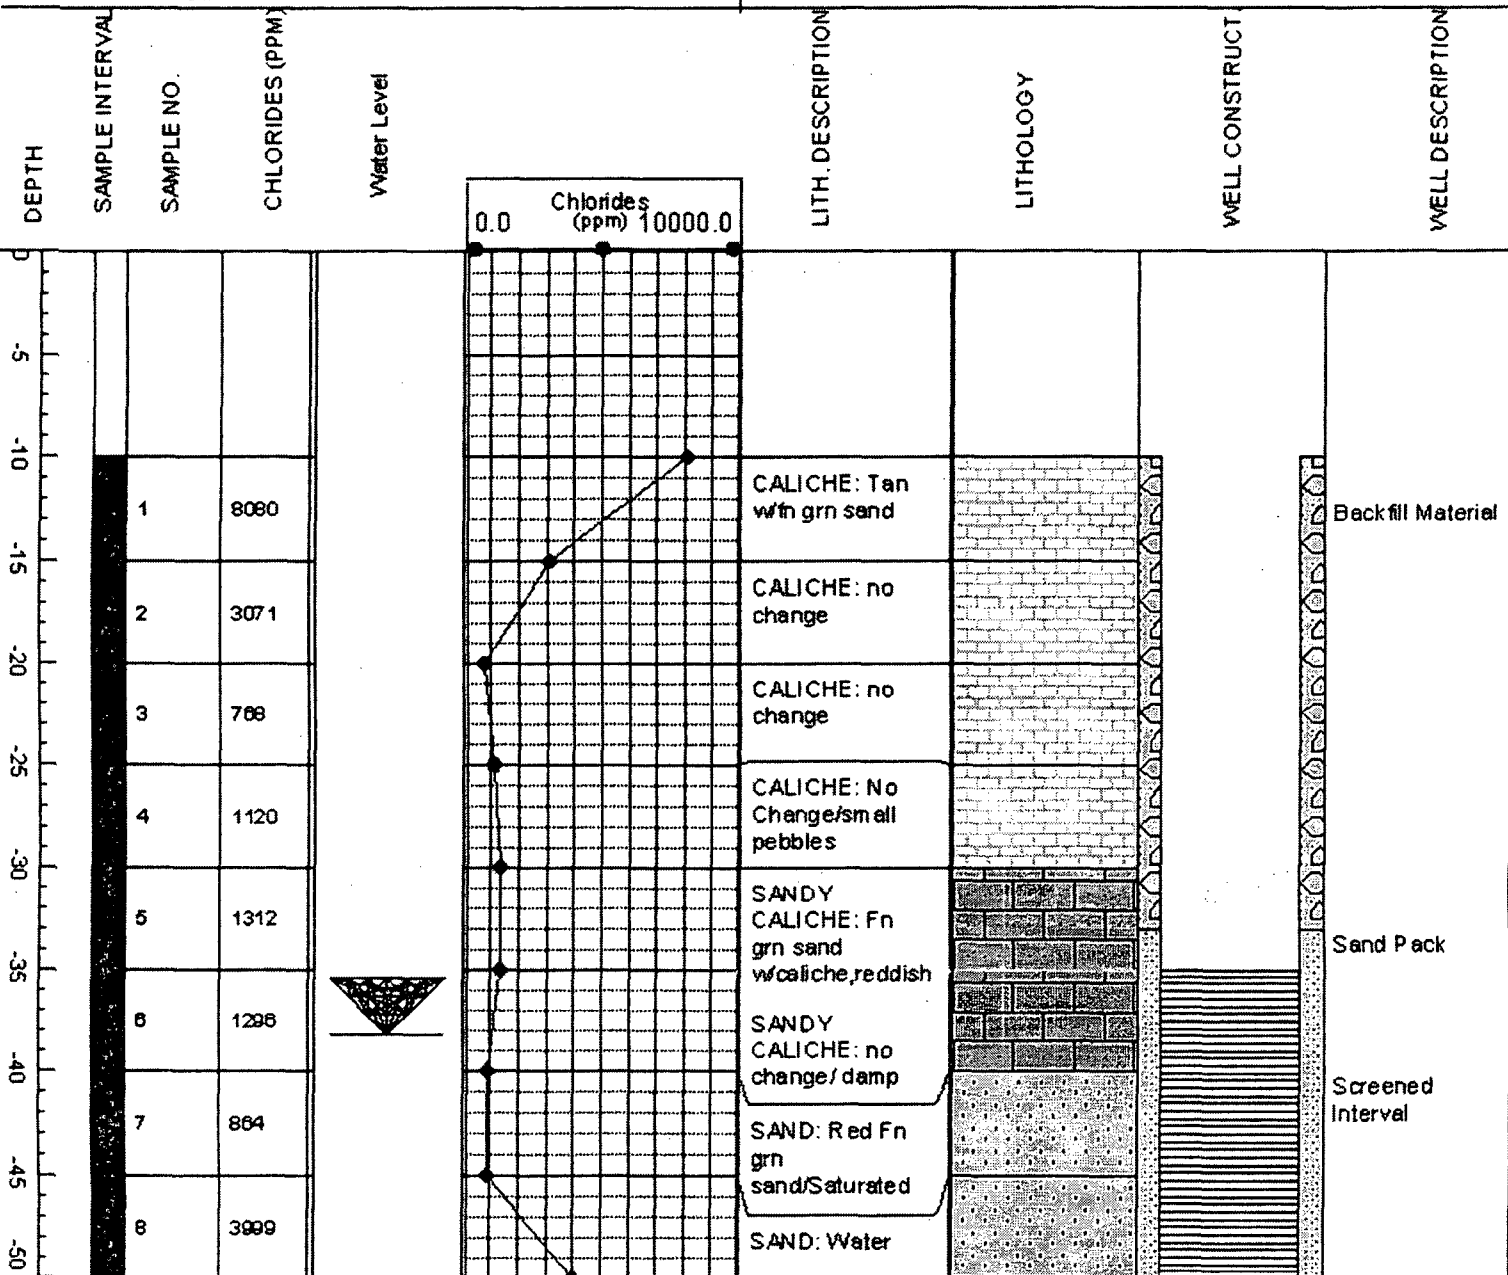 DEPTH
SAMPLE INTERVAL
SAMPLE NO.
CHLORIDES (PPM)
Water Level
Chlorides
(ppm)
0.0
10000.0
LITH. DESCRIPTION
LITHOLOGY
WELL CONSTRUCT.
WELL DESCRIPTION
0
-5
-10
1
8080
CALICHE: Tan
w/fn grn sand
Backfill Material
-15
2
3071
CALICHE: no
change
-20
3
768
CALICHE: no
change
-25
4
1120
CALICHE: No
Change/small
pebbles
-30
5
1312
SANDY
CALICHE: Fn
grn sand
w/caliche,reddish
Sand Pack
-35
6
1296
SANDY
CALICHE: no
change/ damp
-40
7
864
SAND: Red Fn
grn
sand/Saturated
Screened
Interval
-45
8
3999
SAND: Water
-50